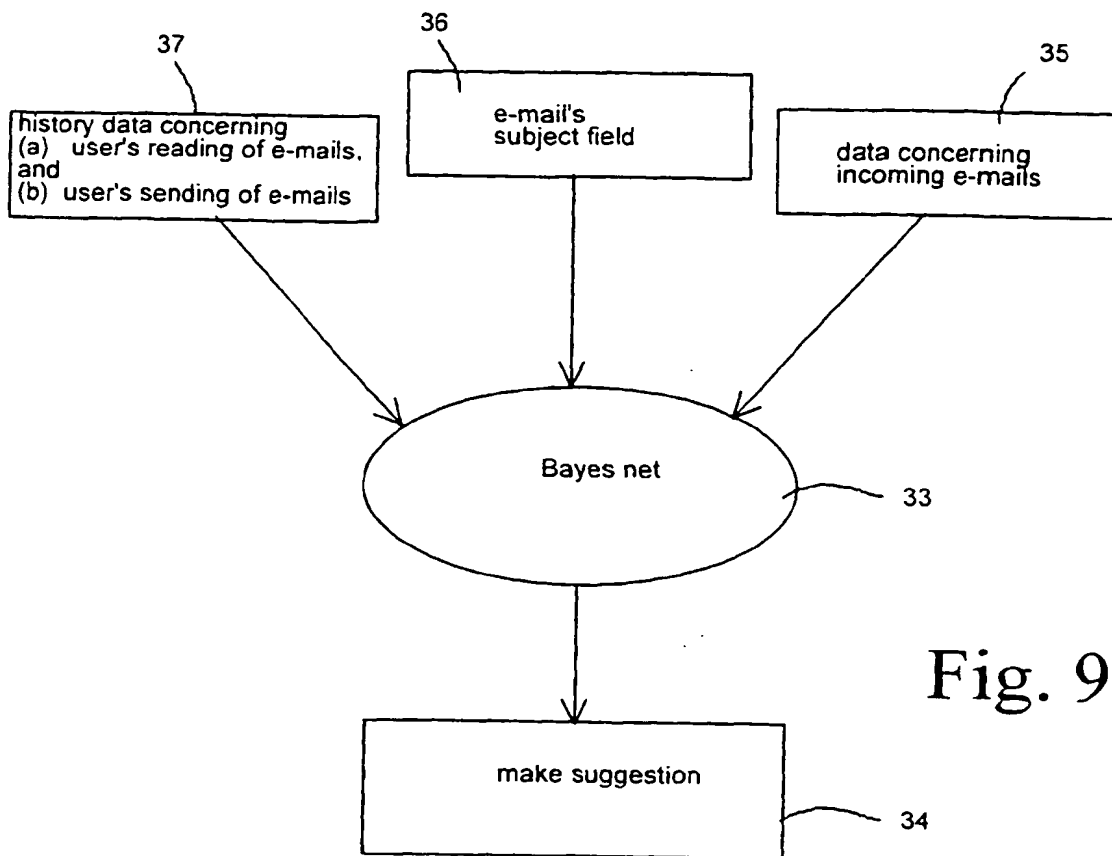 37
36
35
history data concerning
(a) user's reading of e-mails,
and
(b) user's sending of e-mails
e-mail's
subject field
data concerning
incoming e-mails
Bayes net
33
Fig. 9
make suggestion
34